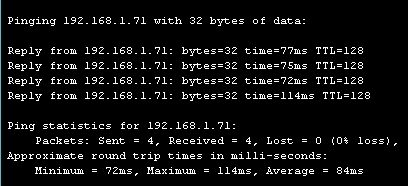 Pinging 192.168.1.71 with 32 bytes of data:
Reply from 192.168.1.71: bytes=32 time=77ms TTL=128
Reply from 192.168.1.71: bytes=32 time=75ms TTL=128
Reply from 192.168.1.71: bytes=32 time=72ms TTL=128
Reply from 192.168.1.71: bytes=32 time=114ms TTL=128
Ping statistics for 192.168.1.71:
Packets: Sent = 4, Received = 4, Lost = 0 (0% loss),
Approximate round trip times in milli-seconds:
Minimum = 72ms, Maximum = 114ms, Average = 84ms